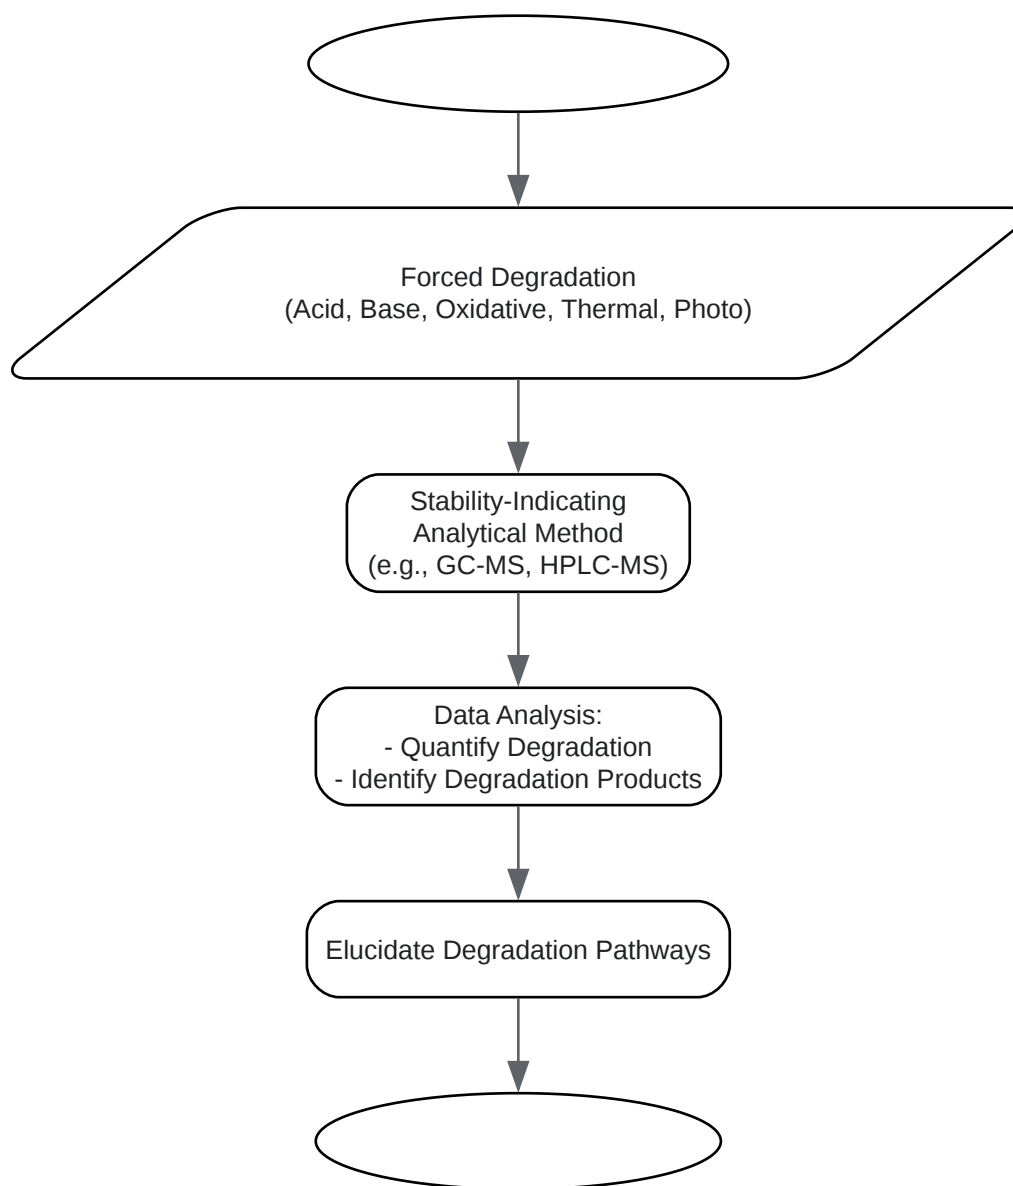 Forced Degradation
(Acid, Base, Oxidative, Thermal, Photo)
Stability-Indicating
Analytical Method
(e.g., GC-MS, HPLC-MS)
Data Analysis:
- Quantify Degradation
- Identify Degradation Products
Elucidate Degradation Pathways